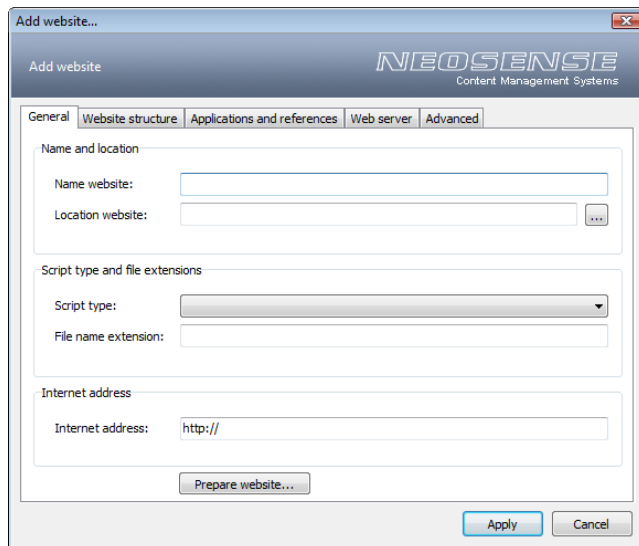 Add website...
Add website
NEOSENSE
Content Management Systems
General Website structure Applications and references Web server Advanced
Name and location
Name website:
Location website:
...
Script type and file extensions
Script type:
File name extension:
Internet address
Internet address: http://
Prepare website...
Apply Cancel